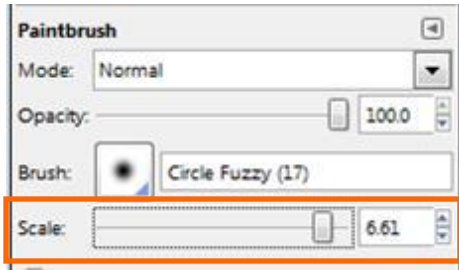 Paintbrush
Mode: Normal
Opacity: 100.0
Brush: Circle Fuzzy (17)
Scale: 6.61